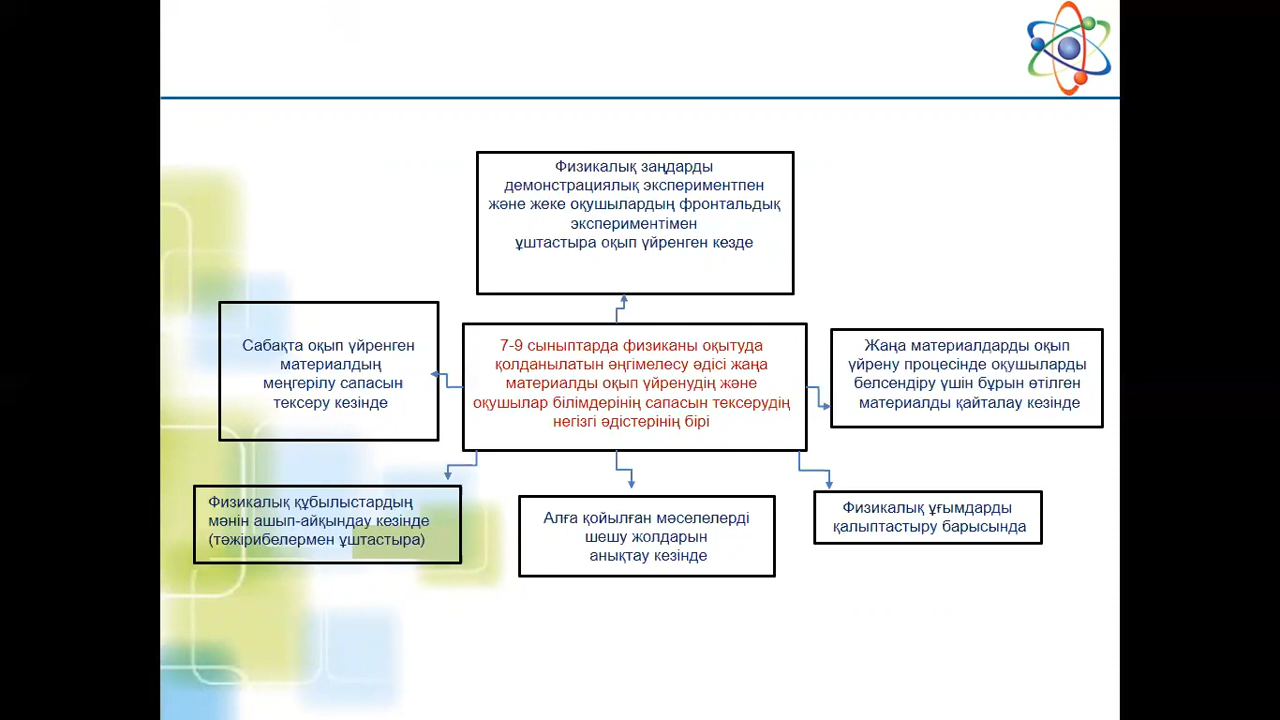 Физикалық заңдарды
демонстрациялық экспериментпен
және жеке оқушылардың фронтальдық
экспериментімен
ұштастыра оқып үйренген кезде
Сабақта оқып үйренген
материалдың
меңгерілу сапасын
тексеру кезінде
7-9 сыныптарда физиканы оқытуда
қолданылатын әңгімелесу әдісі жаңа
материалды оқып үйренудің және
оқушылар білімдерінің сапасын тексерудің
негізгі әдістерінің бірі
Жаңа материалдарды оқып
үйрену процесінде оқушыларды
белсендіру үшін бұрын өтілген
материалды қайталау кезінде
Физикалық құбылыстардың
мәнін ашып-айқындау кезінде
(тәжірибелермен ұштастыра)
Алға қойылған мәселелерді
шешу жолдарын
анықтау кезінде
Физикалық ұғымдарды
қалыптастыру барысында